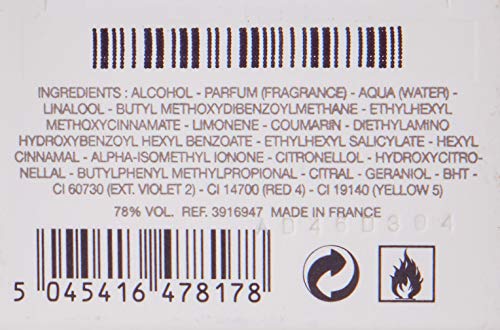 INGREDIENTS : ALCOHOL - PARFUM (FRAGRANCE) - AQUA (WATER) -
LINALOOL - BUTYL METHOXYDIBENZOYLMETHANE - ETHYLHEXYL
METHOXYCINNAMATE - LIMONENE - COUMARIN - DIETHYLAMINO
HYDROXYBENZOYL HEXYL BENZOATE - ETHYLHEXYL SALICYLATE - HEXYL
CINNAMAL - ALPHA-ISOMETHYL IONONE - CITRONELLOL - HYDROXYCITRO-
NELLAL - BUTYLPHENYL METHYLPROPIONAL - CITRAL - GERANIOL - BHT -
CI 60730 (EXT. VIOLET 2) - CI 14700 (RED 4) - CI 19140 (YELLOW 5)
78% VOL. REF. 3916947 MADE IN FRANCE
AD46D304
5 045416 478178